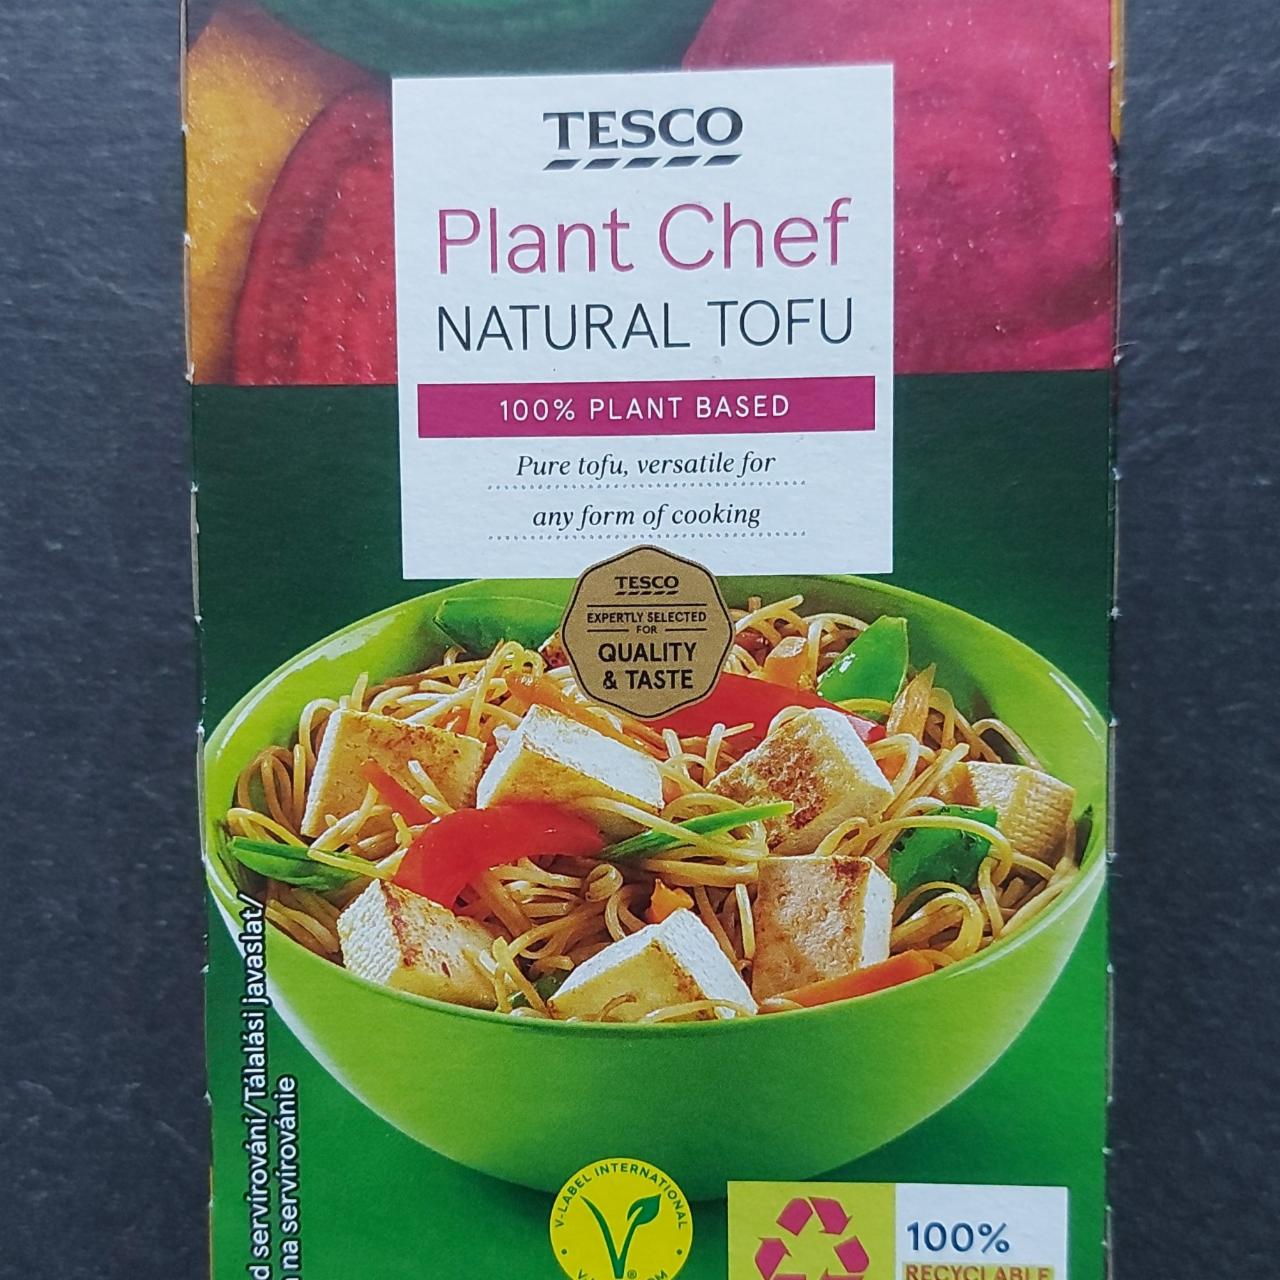 TESCO
Plant Chef
NATURAL TOFU
100% PLANT BASED
Pure tofu, versatile for
any form of cooking
TESCO
EXPERTLY SELECTED
FOR
QUALITY
& TASTE
servírování/Tálalási javaslat/
na servírovánie
V-LABEL INTERNATIONAL
V
®
100%
RECYCLABLE